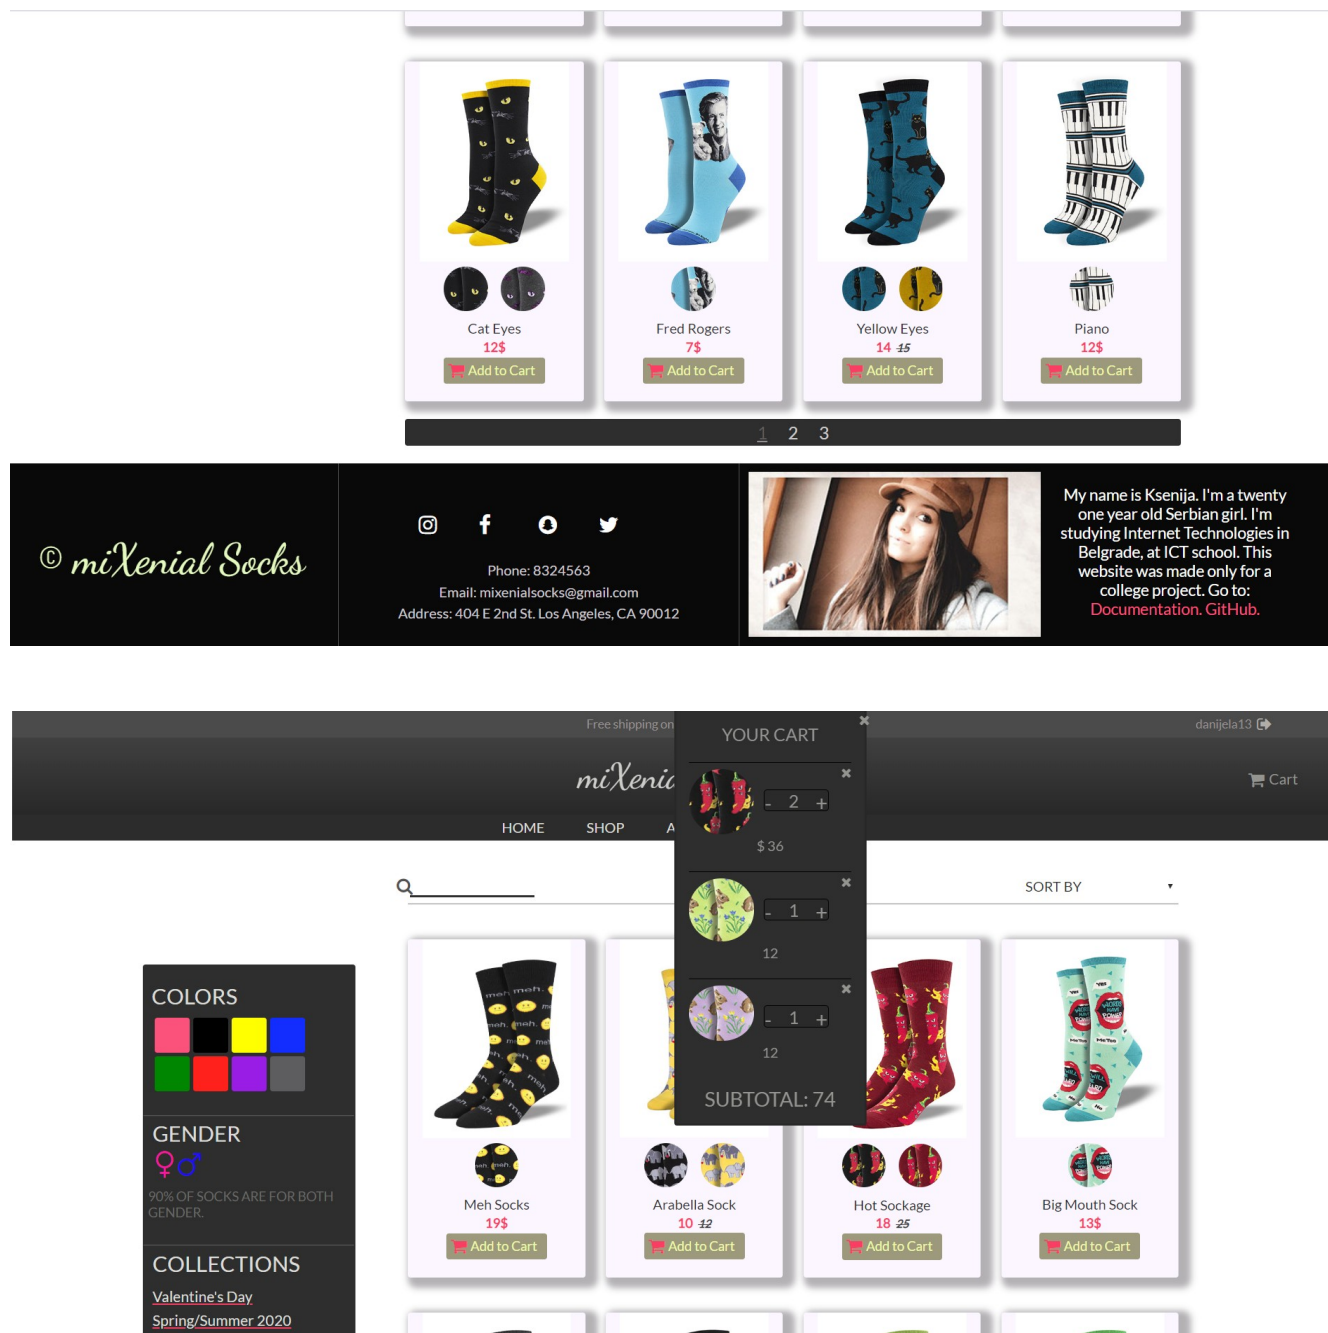 Cat Eyes
12$
Add to Cart
Fred Rogers
7$
Add to Cart
Yellow Eyes
14 15
Add to Cart
Piano
12$
Add to Cart
1 2 3
© miXenial Socks
Phone: 8324563
Email: mixenialsocks@gmail.com
Address: 404 E 2nd St. Los Angeles, CA 90012
My name is Ksenija. I'm a twenty
one year old Serbian girl. I'm
studying Internet Technologies in
Belgrade, at ICT school. This
website was made only for a
college project. Go to:
Documentation. GitHub.
Free shipping on
danijela13
miXenia
Cart
HOME SHOP A
YOUR CART
- 2 +
$ 36
- 1 +
12
- 1 +
12
SUBTOTAL: 74
SORT BY
COLORS
GENDER
90% OF SOCKS ARE FOR BOTH
GENDER.
COLLECTIONS
Valentine's Day
Spring/Summer 2020
meh.
Meh Socks
19$
Add to Cart
Arabella Sock
10 12
Add to Cart
Hot Sockage
18 25
Add to Cart
Big Mouth Sock
13$
Add to Cart